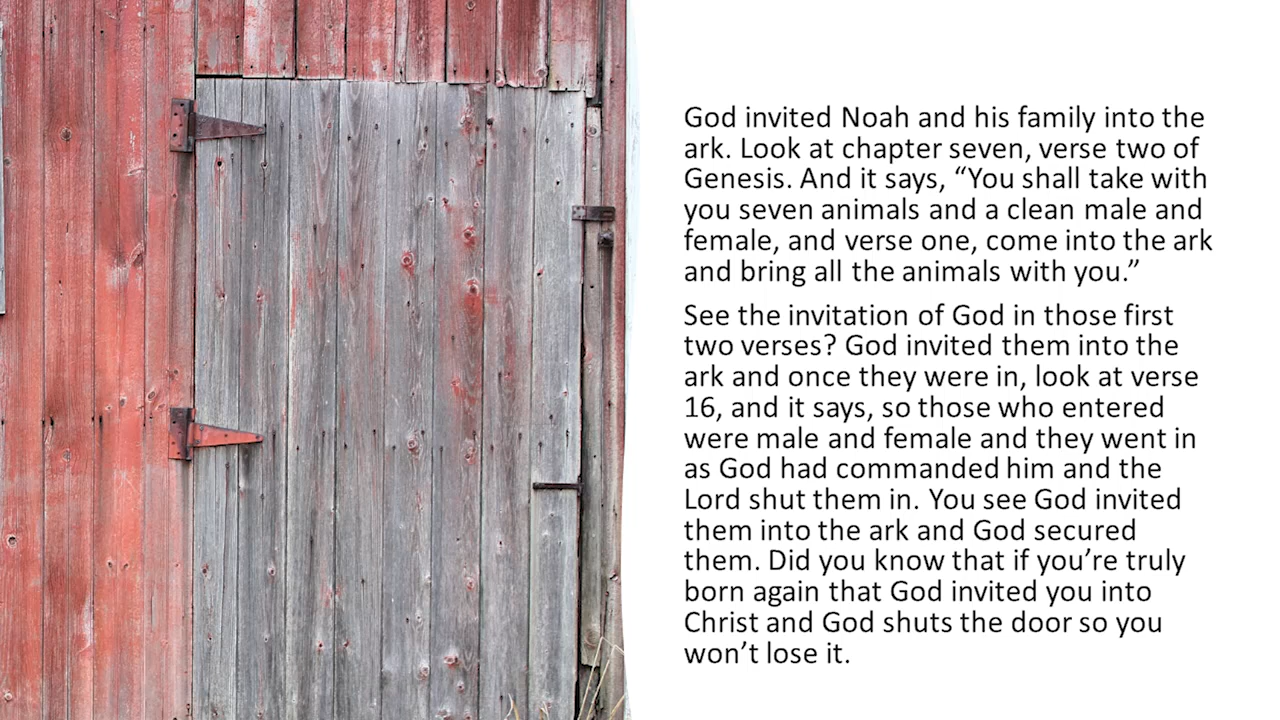 God invited Noah and his family into the
ark. Look at chapter seven, verse two of
Genesis. And it says, “You shall take with
you seven animals and a clean male and
female, and verse one, come into the ark
and bring all the animals with you.”
See the invitation of God in those first
two verses? God invited them into the
ark and once they were in, look at verse
16, and it says, so those who entered
were male and female and they went in
as God had commanded him and the
Lord shut them in. You see God invited
them into the ark and God secured
them. Did you know that if you’re truly
born again that God invited you into
Christ and God shuts the door so you
won’t lose it.